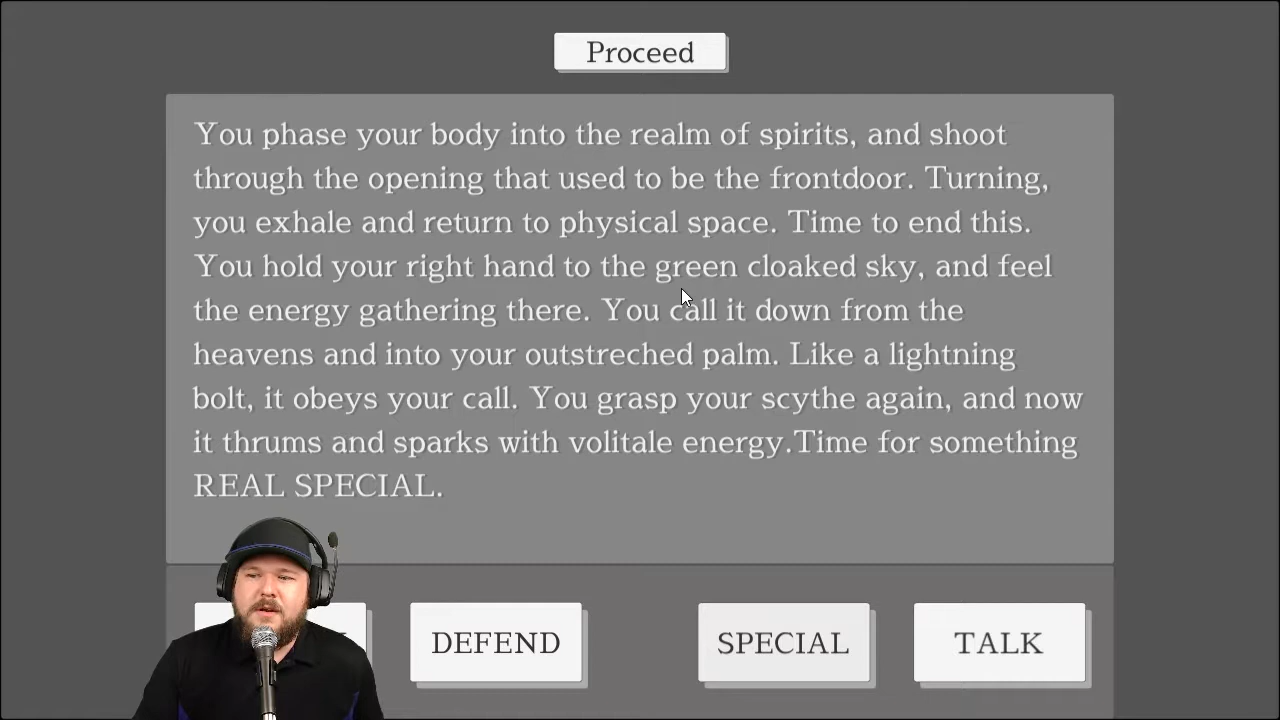 Proceed
You phase your body into the realm of spirits, and shoot
through the opening that used to be the frontdoor. Turning,
you exhale and return to physical space. Time to end this.
You hold your right hand to the green cloaked sky, and feel
the energy gathering there. You call it down from the
heavens and into your outstreched palm. Like a lightning
bolt, it obeys your call. You grasp your scythe again, and now
it thrums and sparks with volitale energy.Time for something
REAL SPECIAL.
DEFEND
SPECIAL
TALK